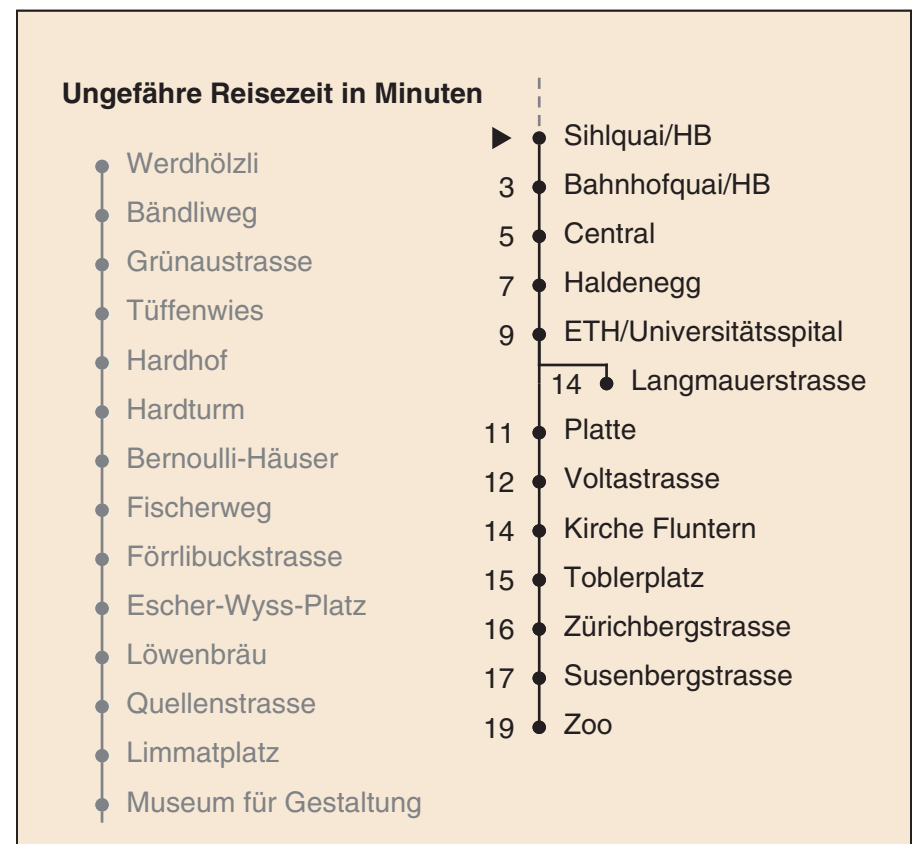 Ungefähre Reisezeit in Minuten
Werdhölzli
Bändliweg
Grünaustrasse
Tüffenwies
Hardhof
Hardturm
Bernoulli-Häuser
Fischerweg
Förrlibuckstrasse
Escher-Wyss-Platz
Löwenbräu
Quellenstrasse
Limmatplatz
Museum für Gestaltung
Sihlquai/HB
3 Bahnhofquai/HB
5 Central
7 Haldenegg
9 ETH/Universitätsspital
14 Langmauerstrasse
11 Platte
12 Voltastrasse
14 Kirche Fluntern
15 Toblerplatz
16 Zürichbergstrasse
17 Susenbergstrasse
19 Zoo